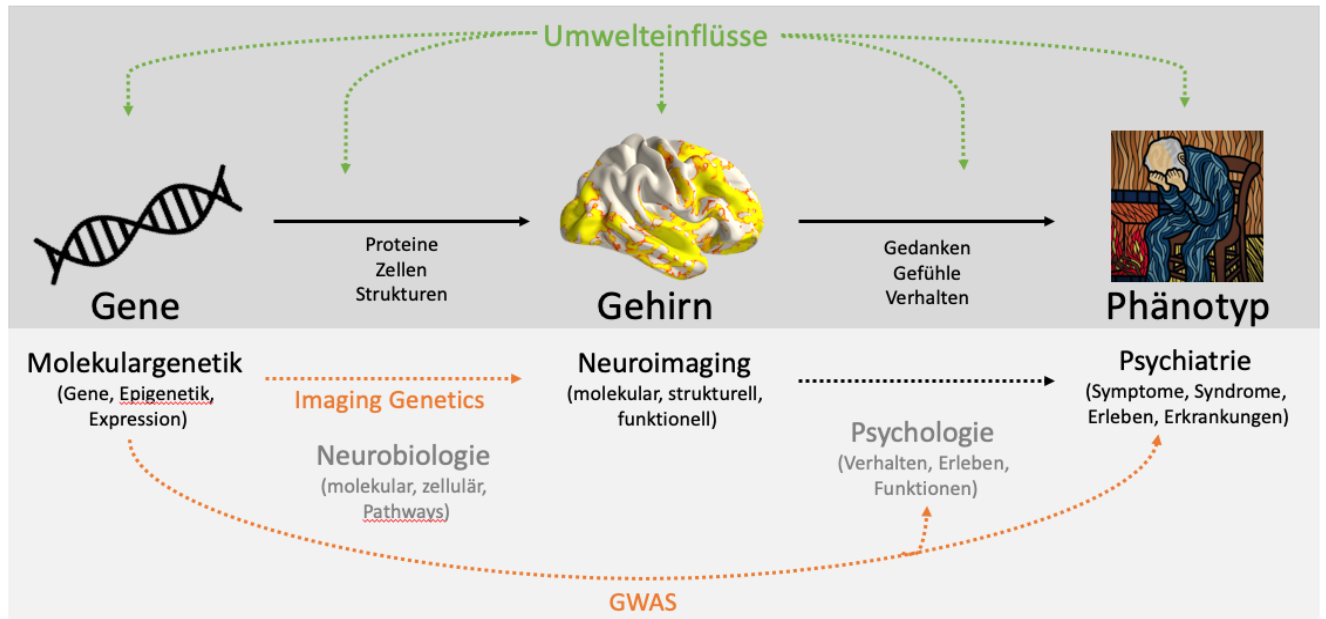 Umwelteinflüsse
Proteine
Zellen
Strukturen
Gedanken
Gefühle
Verhalten
Gene
Gehirn
Phänotyp
Molekulargenetik
(Gene, Epigenetik,
Expression)
Imaging Genetics
Neuroimaging
(molekular, strukturell,
funktionell)
Psychiatrie
(Symptome, Syndrome,
Erleben, Erkrankungen)
Neurobiologie
(molekular, zellulär,
Pathways)
Psychologie
(Verhalten, Erleben,
Funktionen)
GWAS